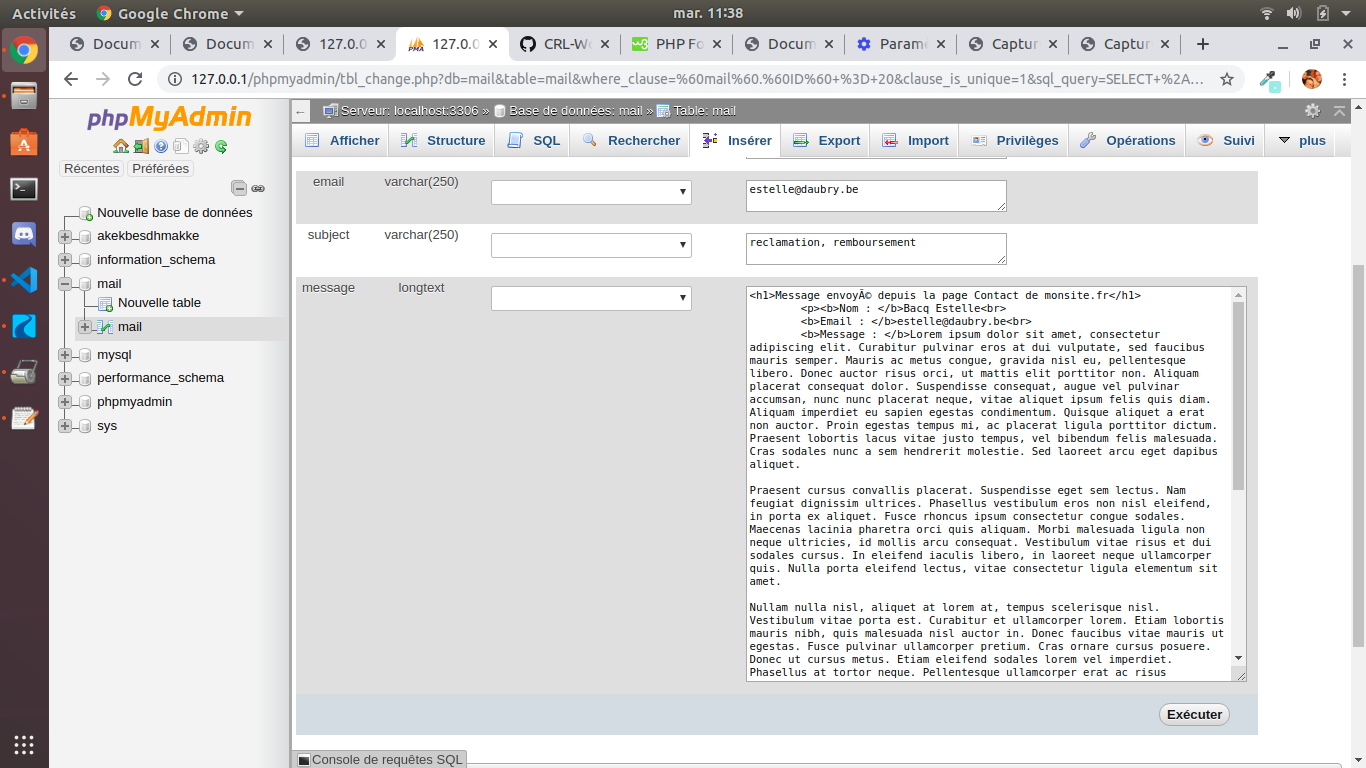 Activités Google Chrome mar. 11:38
Docum Docum 127.0.0 127.0.0 CRL-Wo PHP Fo Docum Paramè Captur Captur
127.0.0.1/phpmyadmin/tbl_change.php?db=mail&table=mail&where_clause=%60mail%60.%60ID%60+%3D+20&clause_is_unique=1&sql_query=SELECT+%2A...
phpMyAdmin
Récentes Préférées
Nouvelle base de données
akekbesdhmakke
information_schema
mail
Nouvelle table
mail
mysql
performance_schema
phpmyadmin
sys
Serveur: localhost:3306 » Base de données: mail » Table: mail
Afficher Structure SQL Rechercher Insérer Export Import Privilèges Opérations Suivi plus
email varchar(250) estelle@daubry.be
subject varchar(250) reclamation, remboursement
message longtext
<h1>Message envoyÃ© depuis la page Contact de monsite.fr</h1>
<p><b>Nom : </b>Bacq Estelle<br>
<b>Email : </b>estelle@daubry.be<br>
<b>Message : </b>Lorem ipsum dolor sit amet, consectetur
adipiscing elit. Curabitur pulvinar eros at dui vulputate, sed faucibus
mauris semper. Mauris ac metus congue, gravida nisl eu, pellentesque
libero. Donec auctor risus orci, ut mattis elit porttitor non. Aliquam
placerat consequat dolor. Suspendisse consequat, augue vel pulvinar
accumsan, nunc nunc placerat neque, vitae aliquet ipsum felis quis diam.
Aliquam imperdiet eu sapien egestas condimentum. Quisque aliquet a erat
non auctor. Proin egestas tempus mi, ac placerat ligula porttitor dictum.
Praesent lobortis lacus vitae justo tempus, vel bibendum felis malesuada.
Cras sodales nunc a sem hendrerit molestie. Sed laoreet arcu eget dapibus
aliquet.
Praesent cursus convallis placerat. Suspendisse eget sem lectus. Nam
feugiat dignissim ultrices. Phasellus vestibulum eros non nisl eleifend,
in porta ex aliquet. Fusce rhoncus ipsum consectetur congue sodales.
Maecenas lacinia pharetra orci quis aliquam. Morbi malesuada ligula non
neque ultricies, id mollis arcu consequat. Vestibulum vitae risus et dui
sodales cursus. In eleifend iaculis libero, in laoreet neque ullamcorper
quis. Nulla porta eleifend lectus, vitae consectetur ligula elementum sit
amet.
Nullam nulla nisl, aliquet at lorem at, tempus scelerisque nisl.
Vestibulum vitae porta est. Curabitur et ullamcorper lorem. Etiam lobortis
mauris nibh, quis malesuada nisl auctor in. Donec faucibus vitae mauris ut
egestas. Fusce pulvinar ullamcorper pretium. Cras ornare cursus posuere.
Donec ut cursus metus. Etiam eleifend sodales lorem vel imperdiet.
Phasellus at tortor neque. Pellentesque ullamcorper erat ac risus
Exécuter
Console de requêtes SQL